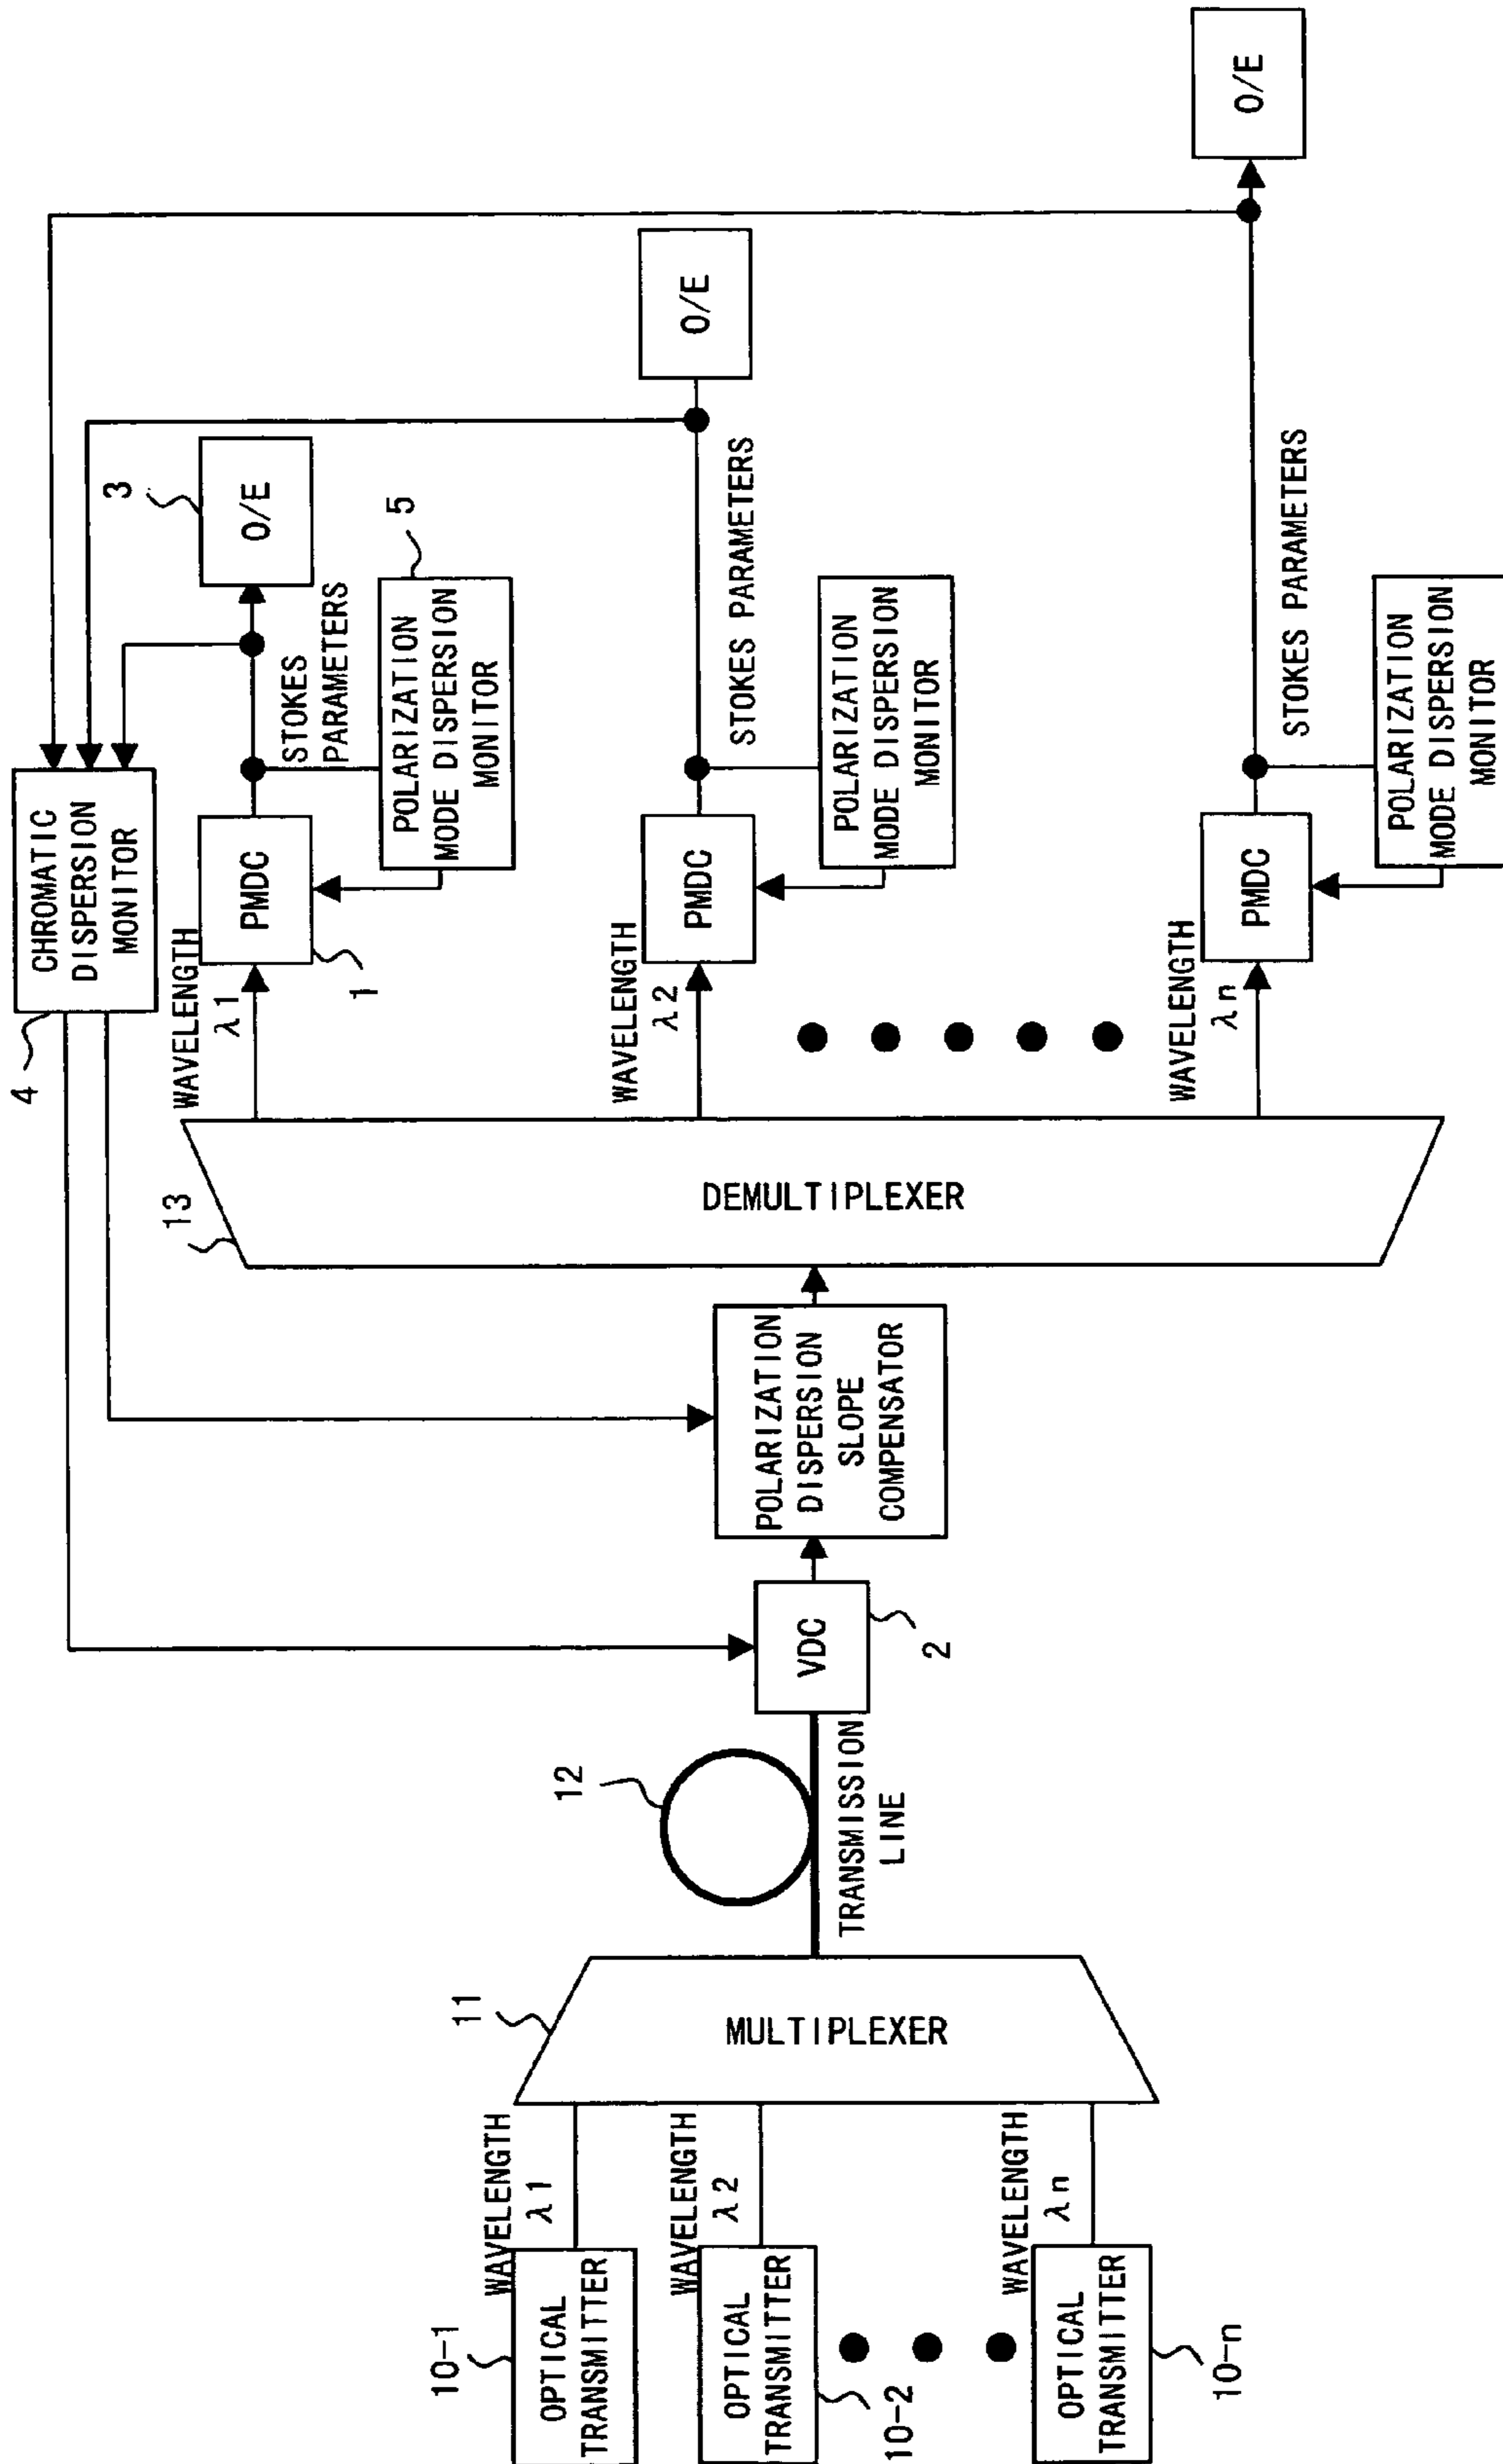 10-1
OPTICAL
TRANSMITTER
WAVELENGTH
λ1
OPTICAL
TRANSMITTER
10-2
WAVELENGTH
λ2
OPTICAL
TRANSMITTER
10-n
WAVELENGTH
λn
11
MULTIPLEXER
12
TRANSMISSION
LINE
VDC
2
POLARIZATION
DISPERSION
SLOPE
COMPENSATOR
13
DEMULTIPLEXER
4
CHROMATIC
DISPERSION
MONITOR
WAVELENGTH
λ1
PMDC
1
STOKES
PARAMETERS
3
O/E
5
POLARIZATION
MODE DISPERSION
MONITOR
WAVELENGTH
λ2
PMDC
STOKES PARAMETERS
O/E
POLARIZATION
MODE DISPERSION
MONITOR
WAVELENGTH
λn
PMDC
STOKES PARAMETERS
O/E
POLARIZATION
MODE DISPERSION
MONITOR